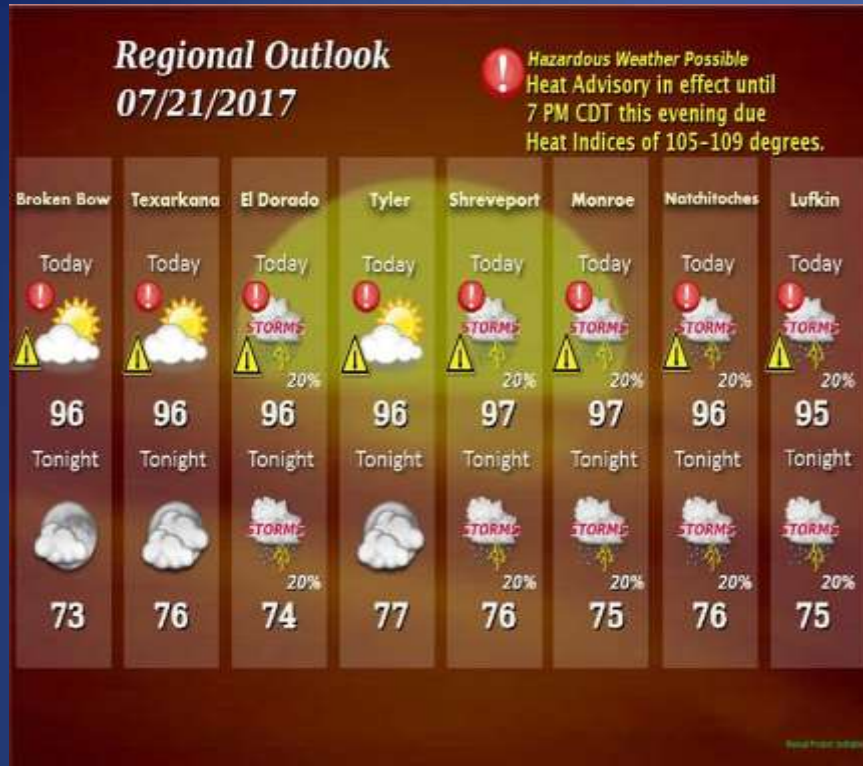 Regional Outlook
07/21/2017
Hazardous Weather Possible
Heat Advisory in effect until
7 PM CDT this evening due
Heat Indices of 105-109 degrees.
Broken Bow Texarkana El Dorado Tyler Shreveport Monroe Natchitoches Lufkin
Today Today Today Today Today Today Today Today
STORMS STORMS STORMS STORMS STORMS
20% 20% 20% 20% 20%
96 96 96 96 97 97 96 95
Tonight Tonight Tonight Tonight Tonight Tonight Tonight Tonight
STORMS STORMS STORMS STORMS STORMS
20% 20% 20% 20% 20%
73 76 74 77 76 75 76 75